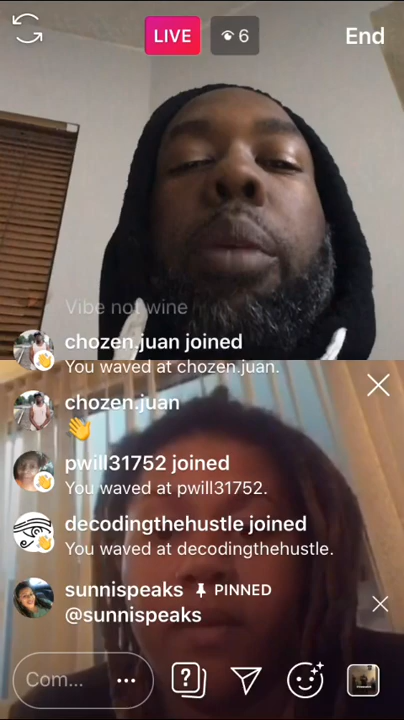 LIVE
6
End
Vibe not wine
chozen.juan joined
You waved at chozen.juan.
chozen.juan
pwill31752 joined
You waved at pwill31752.
decodingthehustle joined
You waved at decodingthehustle.
sunnispeaks PINNED
@sunnispeaks
Com...